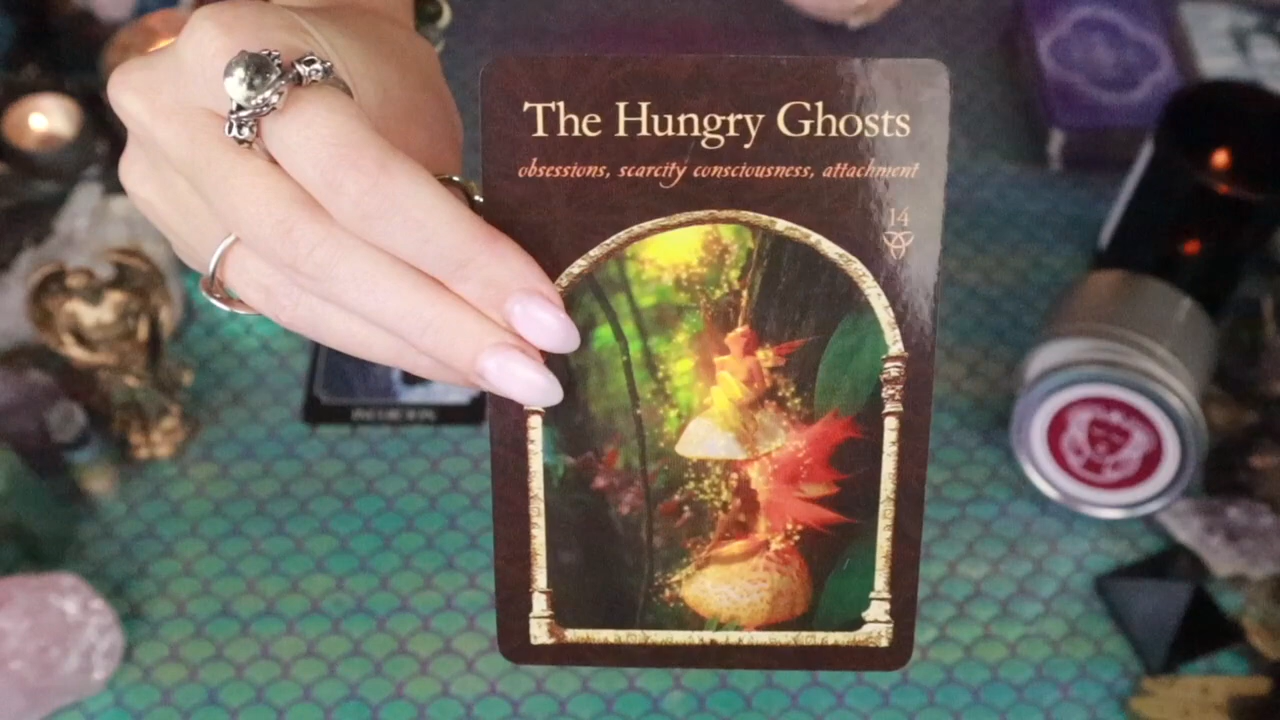 The Hungry Ghosts
obsessions, scarcity consciousness, attachment
14